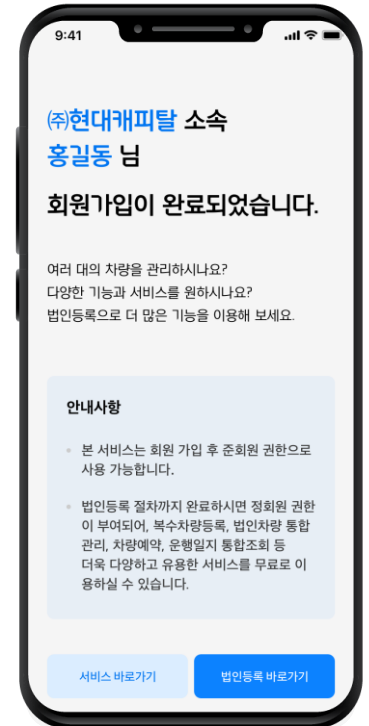 9:41
㈜현대캐피탈 소속
홍길동 님
회원가입이 완료되었습니다.
여러 대의 차량을 관리하시나요?
다양한 기능과 서비스를 원하시나요?
법인등록으로 더 많은 기능을 이용해 보세요.
안내사항
본 서비스는 회원 가입 후 준회원 권한으로
사용 가능합니다.
법인등록 절차까지 완료하시면 정회원 권한
이 부여되어, 복수차량등록, 법인차량 통합
관리, 차량예약, 운행일지 통합조회 등
더욱 다양하고 유용한 서비스를 무료로 이
용하실 수 있습니다.
서비스 바로가기
법인등록 바로가기